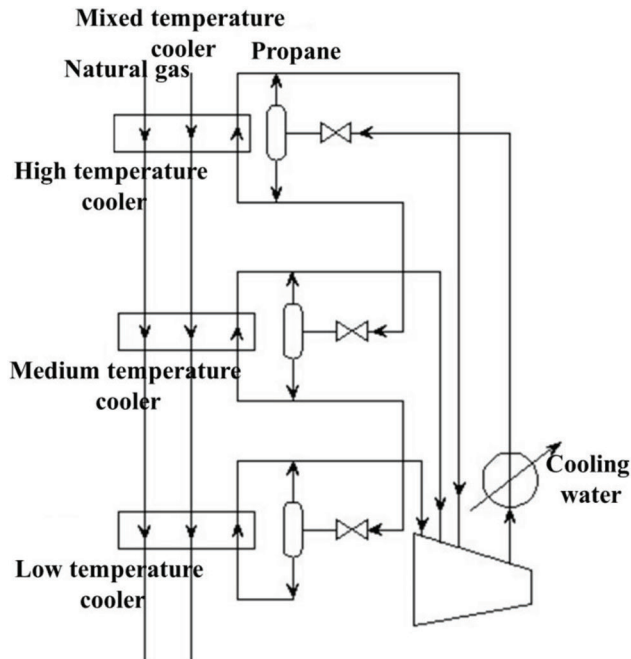 Mixed temperature
cooler
Natural gas
Propane
High temperature
cooler
Medium temperature
cooler
Cooling
water
Low temperature
cooler